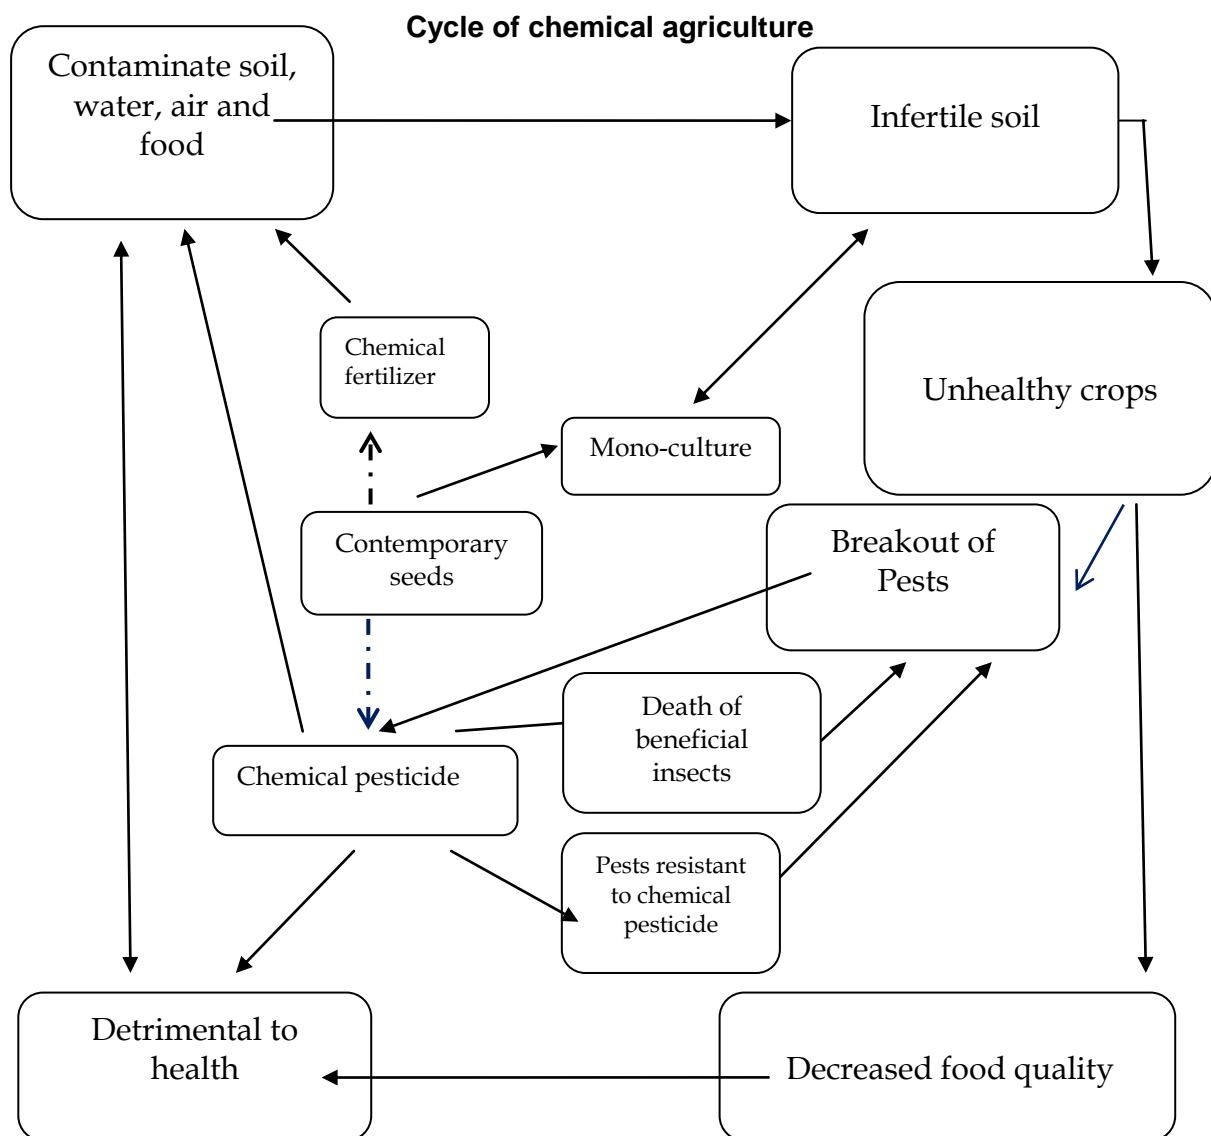 Cycle of chemical agriculture
Contaminate soil,
water, air and
food
Infertile soil
Chemical
fertilizer
Unhealthy crops
Mono-culture
Contemporary
seeds
Breakout of
Pests
Death of
beneficial
insects
Chemical pesticide
Pests resistant
to chemical
pesticide
Detrimental to
health
Decreased food quality